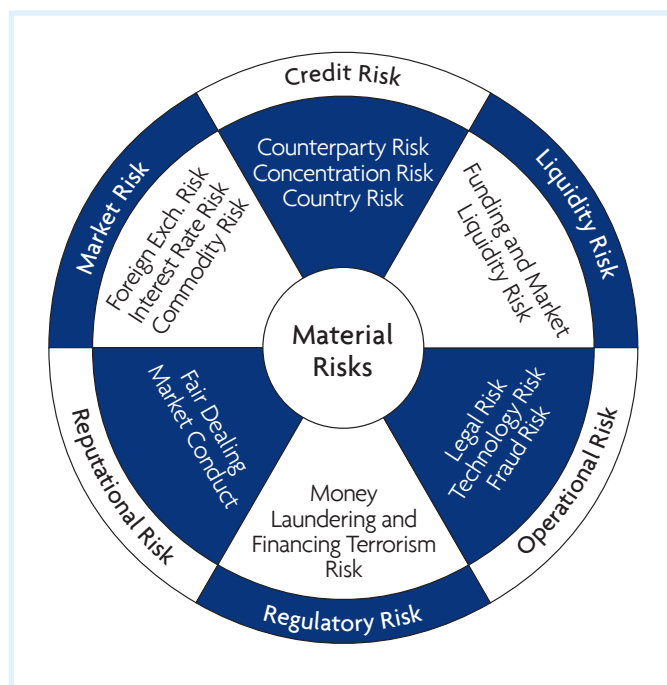 Credit Risk
Counterparty Risk
Concentration Risk
Country Risk
Liquidity Risk
Funding and Market
Liquidity Risk
Operational Risk
Legal Risk
Technology Risk
Fraud Risk
Regulatory Risk
Money
Laundering and
Financing Terrorism
Risk
Reputational Risk
Fair Dealing
Market Conduct
Market Risk
Foreign Exch. Risk
Interest Rate Risk
Commodity Risk
Material
Risks